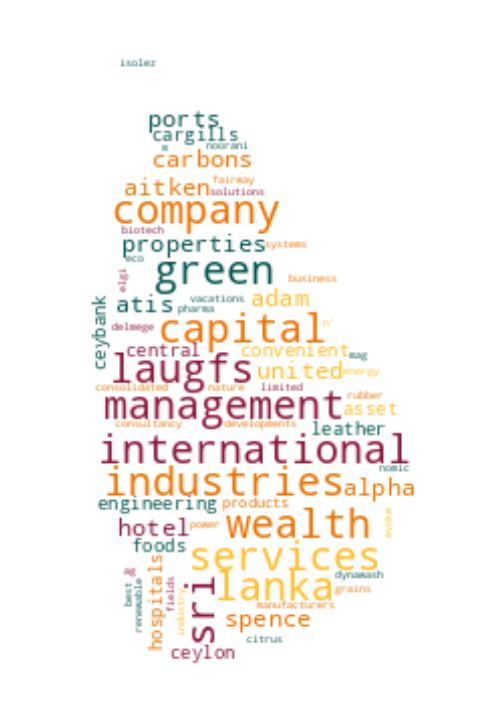 isolez
ports
cargills
m
noorani
carbons
fairway
aitken
solutions
company
biotech
properties
systems
eco
green
elgi
business
vacations
adam
atis
pharma
ceybank
delmege
capital
n'
central
convenient
mag
laugfs
united
energy
consolidated
nature
limited
rubber
management
asset
consultancy
developments
leather
international
nomic
industries
alpha
engineering
products
hotel
power
wealth
evoke
foods
services
hospitals
ag
dynawash
best
renewable
fields
industry
sri
lanka
grains
manufacturers
spence
citrus
ceylon